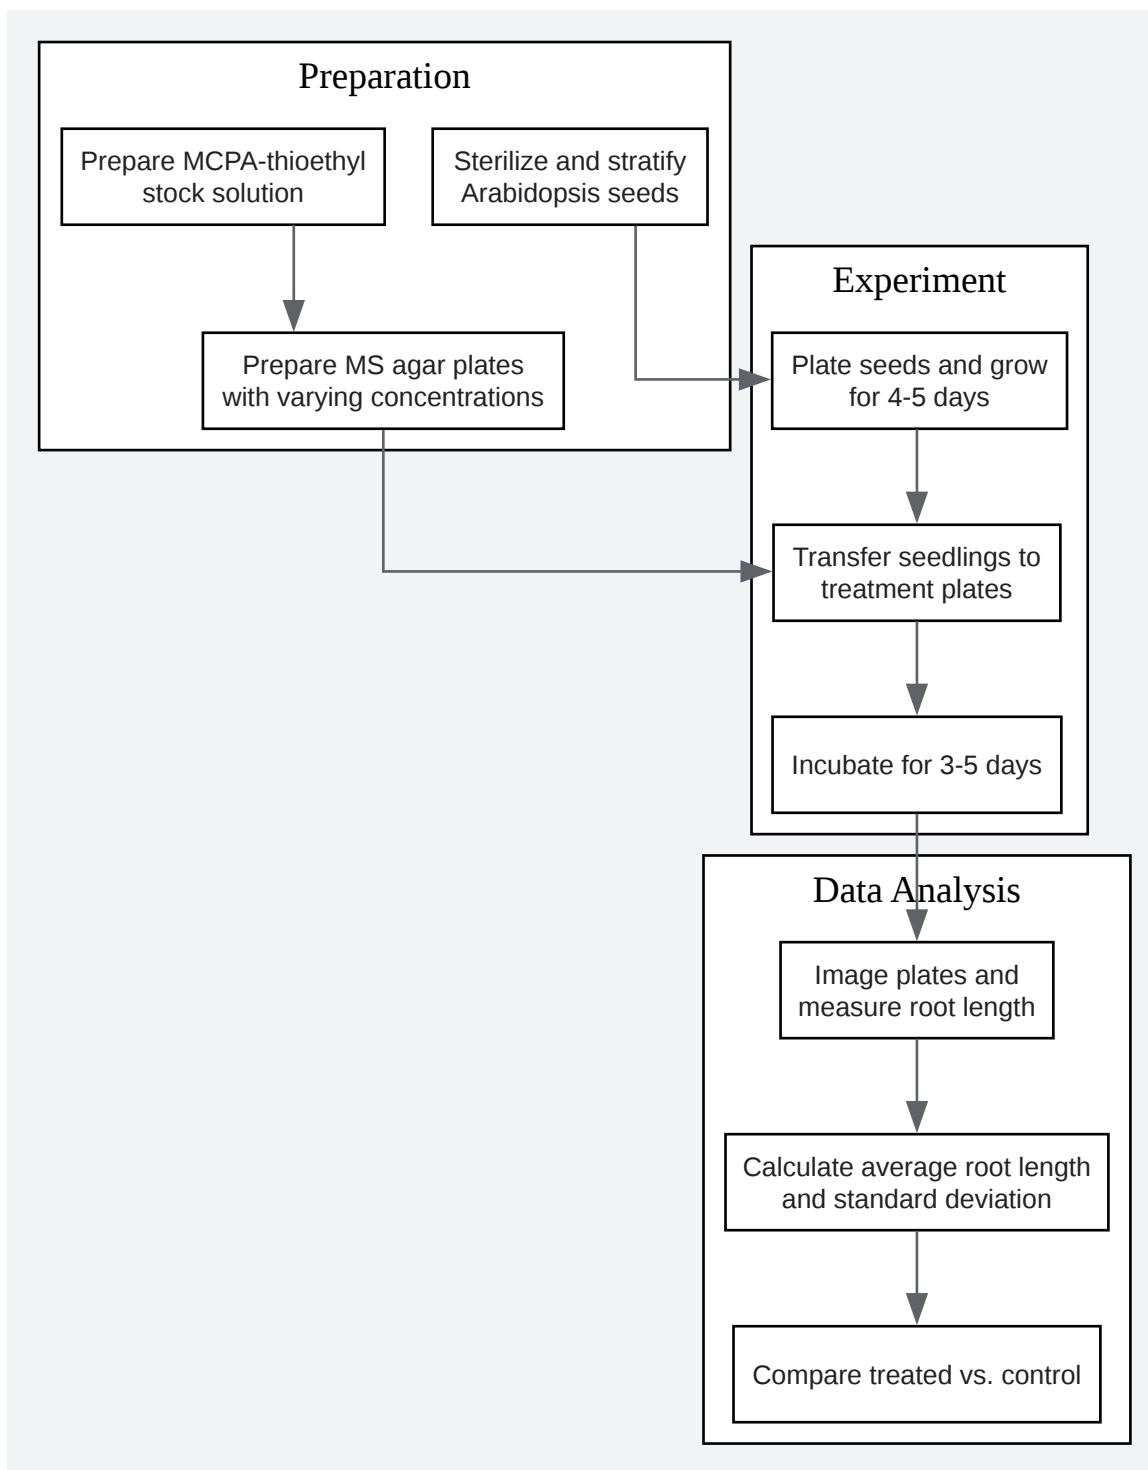 Preparation
Prepare MCPA-thioethyl
stock solution
Sterilize and stratify
Arabidopsis seeds
Prepare MS agar plates
with varying concentrations
Experiment
Plate seeds and grow
for 4-5 days
Transfer seedlings to
treatment plates
Incubate for 3-5 days
Data Analysis
Image plates and
measure root length
Calculate average root length
and standard deviation
Compare treated vs. control